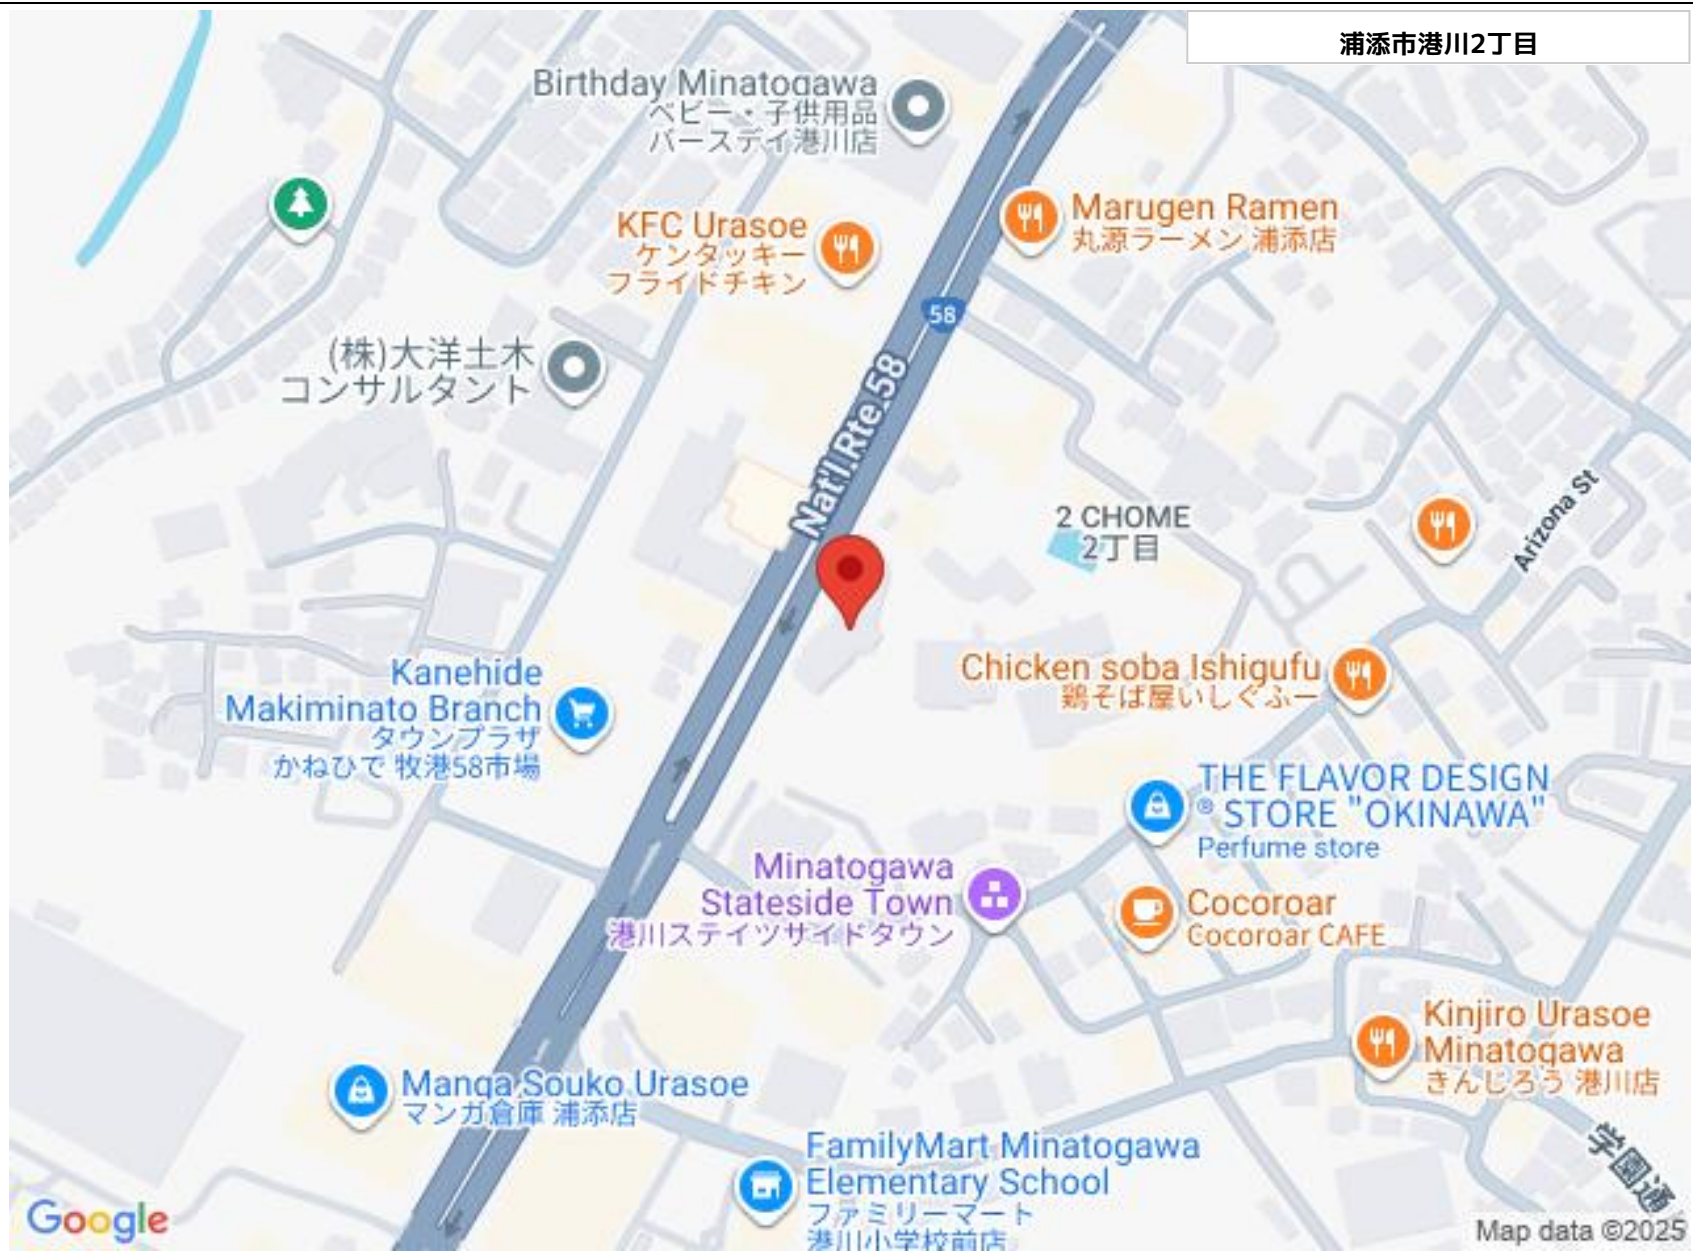 浦添市港川2丁目
Birthday Minatogawa
ベビー・子供用品
バースデイ港川店
KFC Urasoe
ケンタッキー
フライドチキン
Marugen Ramen
丸源ラーメン 浦添店
58
(株)大洋土木
コンサルタント
Nat'l Rte 58
2 CHOME
2丁目
Arizona St
Kanehide
Makiminato Branch
タウンプラザ
かねひで 牧港58市場
Chicken soba Ishigufu
鶏そば屋いしぐふー
THE FLAVOR DESIGN
® STORE "OKINAWA"
Perfume store
Minatogawa
Stateside Town
港川ステイツサイドタウン
Cocoroar
Cocoroar CAFE
Kinjiro Urasoe
Minatogawa
きんじろう 港川店
Manga Souko Urasoe
マンガ倉庫 浦添店
FamilyMart Minatogawa
Elementary School
ファミリーマート
港川小学校前店
学園通
Google
Map data ©2025